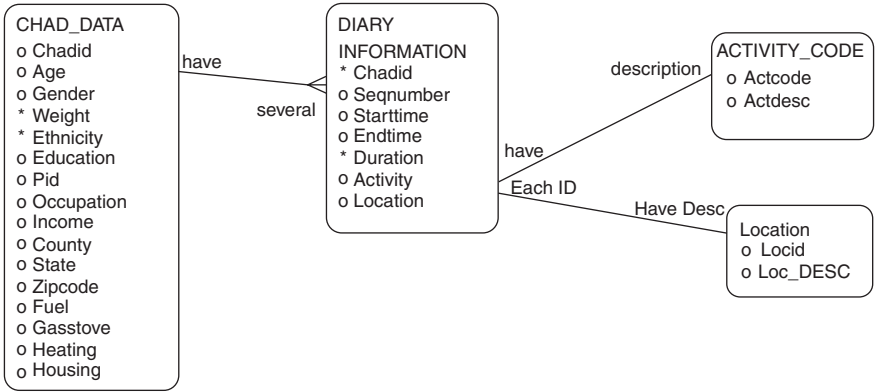 CHAD_DATA
o Chadid
o Age
o Gender
* Weight
* Ethnicity
o Education
o Pid
o Occupation
o Income
o County
o State
o Zipcode
o Fuel
o Gasstove
o Heating
o Housing
have
several
DIARY
INFORMATION
* Chadid
o Seqnumber
o Starttime
o Endtime
* Duration
o Activity
o Location
description
have
Each ID
Have Desc
ACTIVITY_CODE
o Actcode
o Actdesc
Location
o Locid
o Loc_DESC